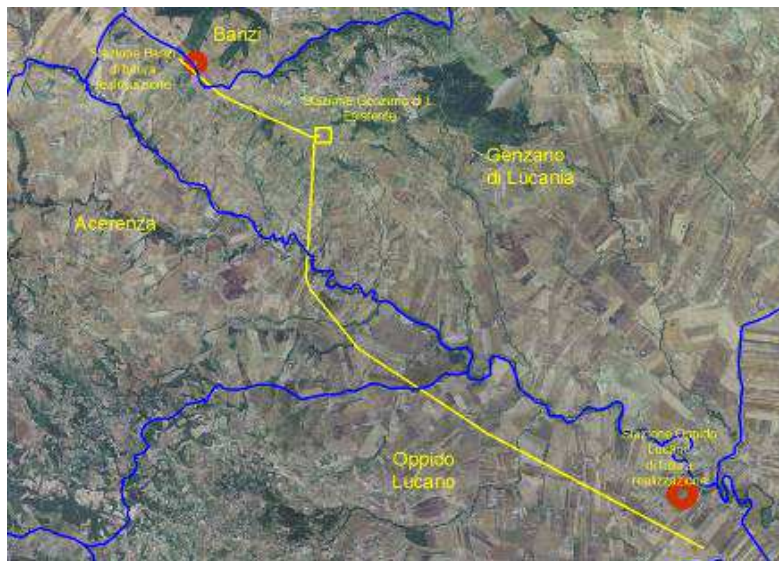 Banzi
Stazione Banzi
di futura
realizzazione
Stazione Genzano di L.
Esistente
Genzano
di Lucania
Acerenza
Stazione Oppido
Lucano
di futura
realizzazione
Oppido
Lucano